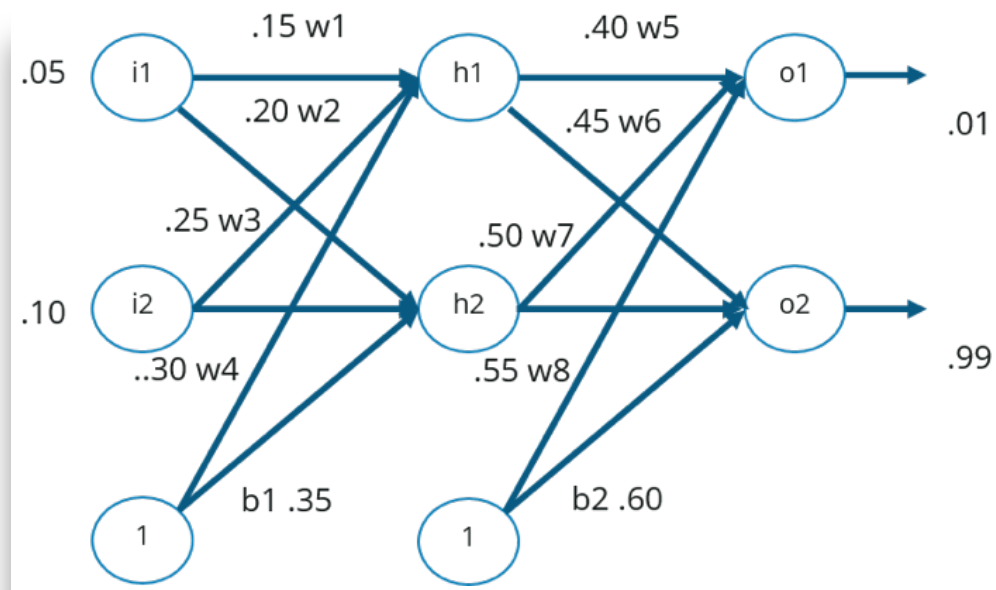 .15 w1
.40 w5
.05
i1
h1
o1
.20 w2
.45 w6
.01
.25 w3
.50 w7
.10
i2
h2
o2
..30 w4
.55 w8
.99
b1 .35
b2 .60
1
1